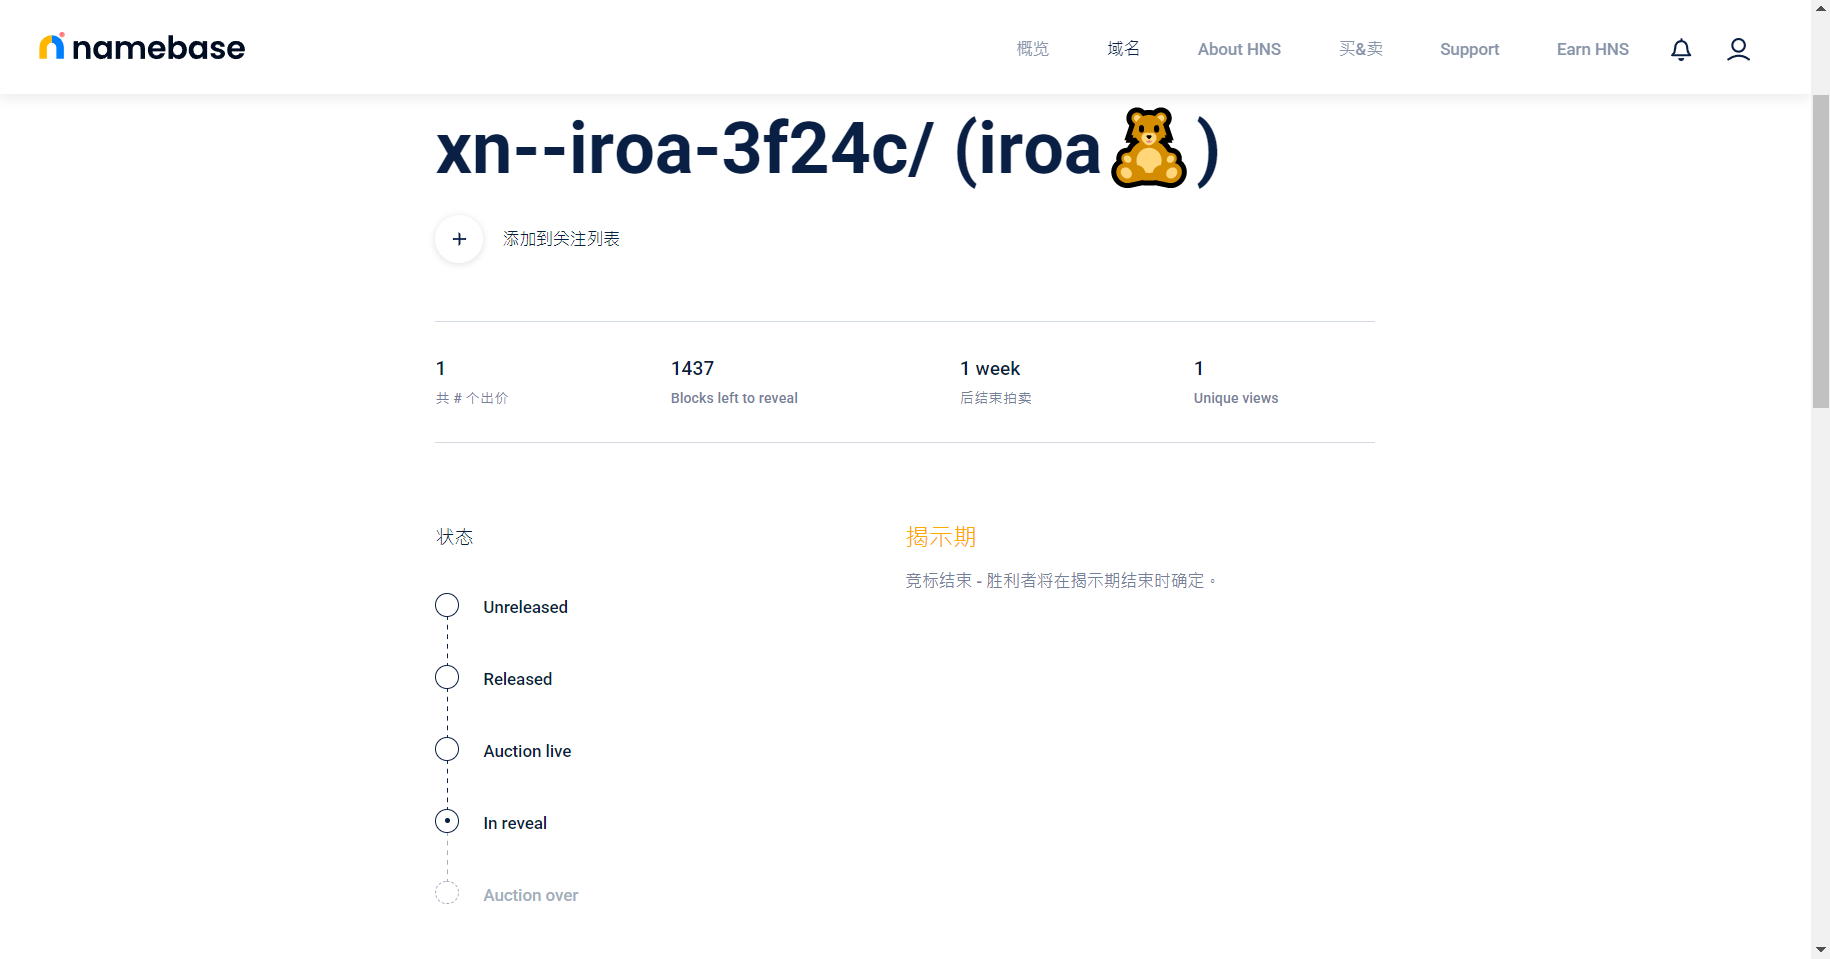 namebase
概览 域名 About HNS 买&卖 Support Earn HNS
xn--iroa-3f24c/ (iroa🧸)
添加到关注列表
1 1437 1 week 1
共 # 个出价 Blocks left to reveal 后结束拍卖 Unique views
状态
揭示期
竞标结束 - 胜利者将在揭示期结束时确定。
Unreleased
Released
Auction live
In reveal
Auction over